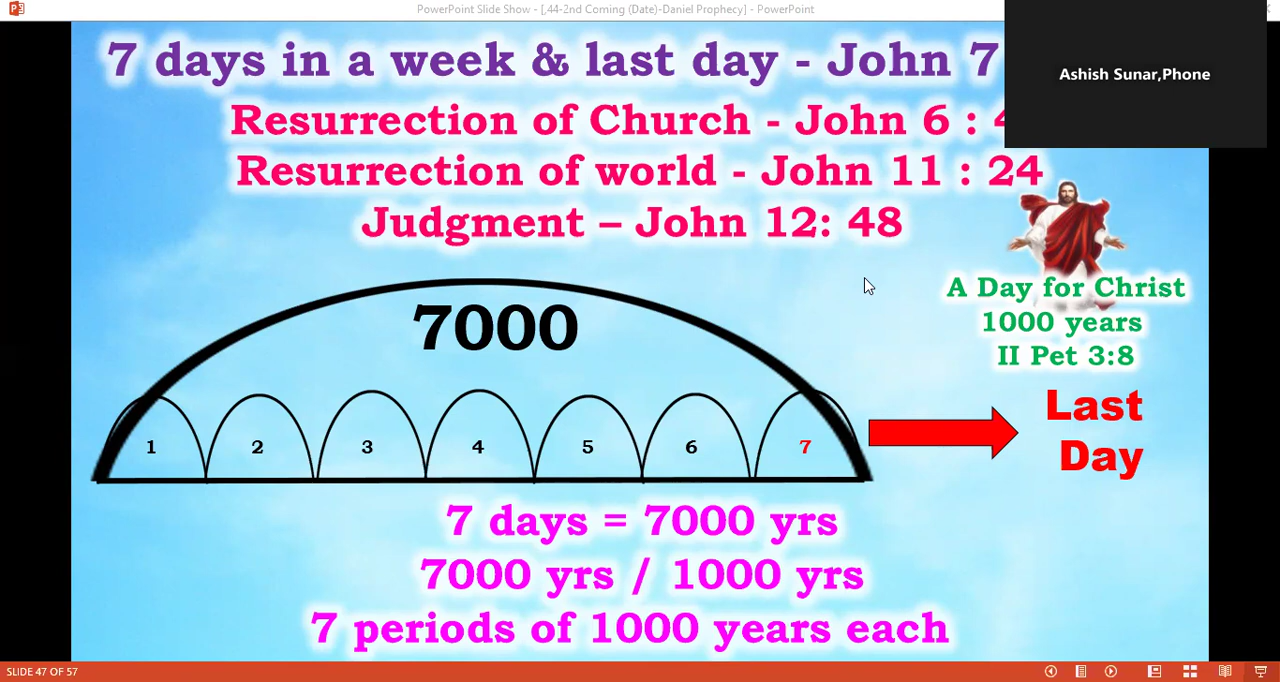 PowerPoint Slide Show - [,44-2nd Coming (Date)-Daniel Prophecy] - PowerPoint
Ashish Sunar,Phone
7 days in a week & last day - John 7
Resurrection of Church - John 6 :
Resurrection of world - John 11 : 24
Judgment – John 12: 48
A Day for Christ
1000 years
II Pet 3:8
7000
1 2 3 4 5 6 7
Last
Day
7 days = 7000 yrs
7000 yrs / 1000 yrs
7 periods of 1000 years each
SLIDE 47 OF 57